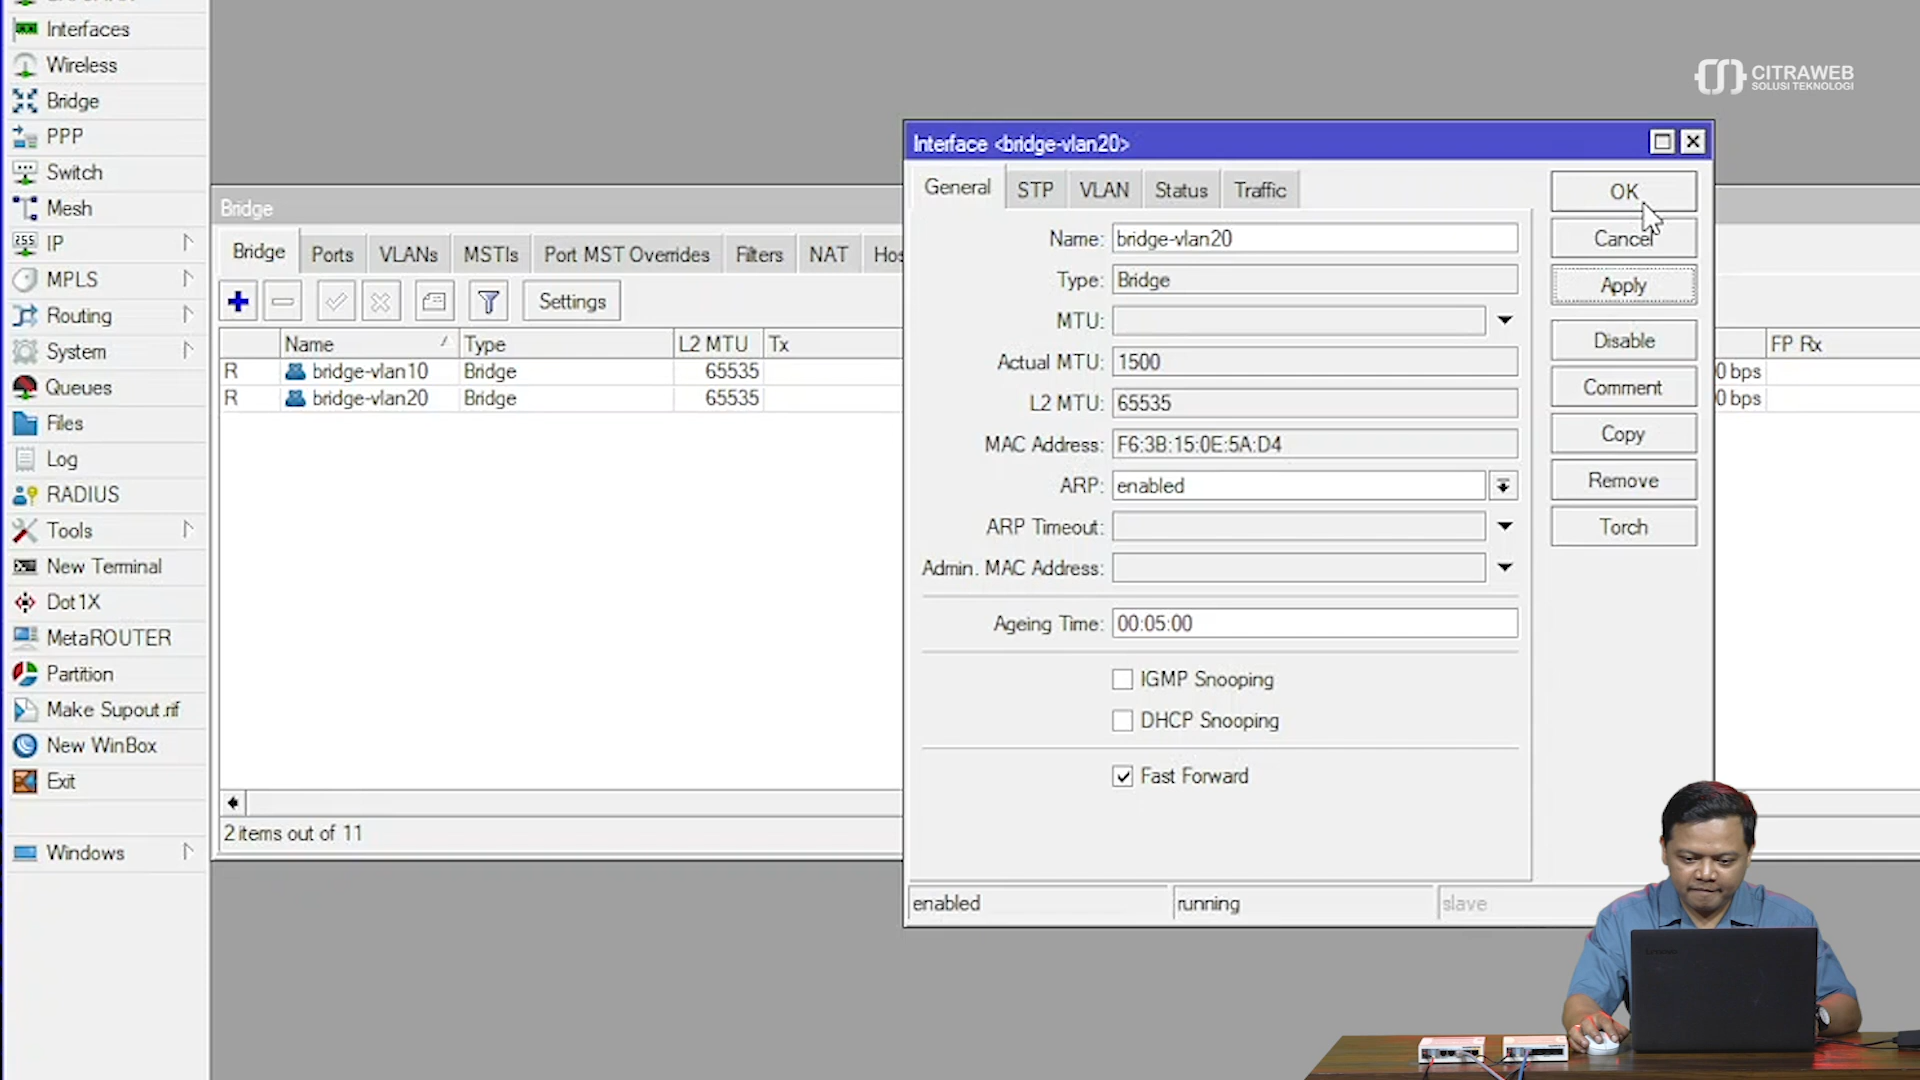 Interfaces
Wireless
Bridge
PPP
Switch
Mesh
IP
MPLS
Routing
System
Queues
Files
Log
RADIUS
Tools
New Terminal
Dot1X
MetaROUTER
Partition
Make Supout.rif
New WinBox
Exit
Windows
CITRAWEB
SOLUSI TEKNOLOGI
Bridge
Bridge Ports VLANs MSTIs Port MST Overrides Filters NAT
Settings
Name Type L2 MTU Tx FP Rx
R bridge-vlan10 Bridge 65535 0 bps
R bridge-vlan20 Bridge 65535 0 bps
2 items out of 11
Interface <bridge-vlan20>
General STP VLAN Status Traffic
Name: bridge-vlan20
Type: Bridge
MTU:
Actual MTU: 1500
L2 MTU: 65535
MAC Address: F6:3B:15:0E:5A:D4
ARP: enabled
ARP Timeout:
Admin. MAC Address:
Ageing Time: 00:05:00
IGMP Snooping
DHCP Snooping
Fast Forward
OK
Cancel
Apply
Disable
Comment
Copy
Remove
Torch
enabled running slave